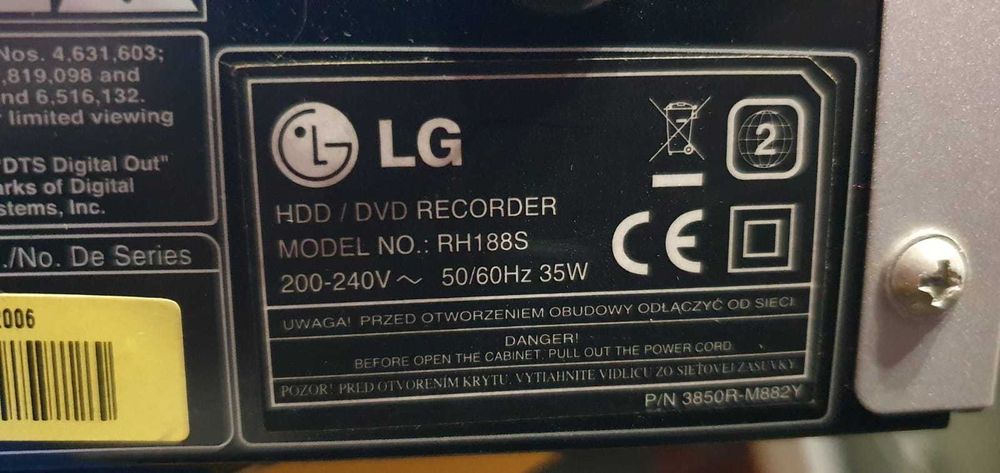 Nos. 4,631,603;
,819,098 and
nd 6,516,132.
limited viewing
"DTS Digital Out"
arks of Digital
stems, Inc.
./No. De Series
2006
LG
2
HDD / DVD RECORDER
MODEL NO.: RH188S
200-240V ~ 50/60Hz 35W
CE
UWAGA! PRZED OTWORZENIEM OBUDOWY ODŁĄCZYĆ OD SIECI.
DANGER!
BEFORE OPEN THE CABINET, PULL OUT THE POWER CORD.
POZOR! PRED OTVORENÍM KRYTU, VYTIAHNITE VIDLICU ZO SIEŤOVEJ ZÁSUVKY.
P/N 3850R-M882Y